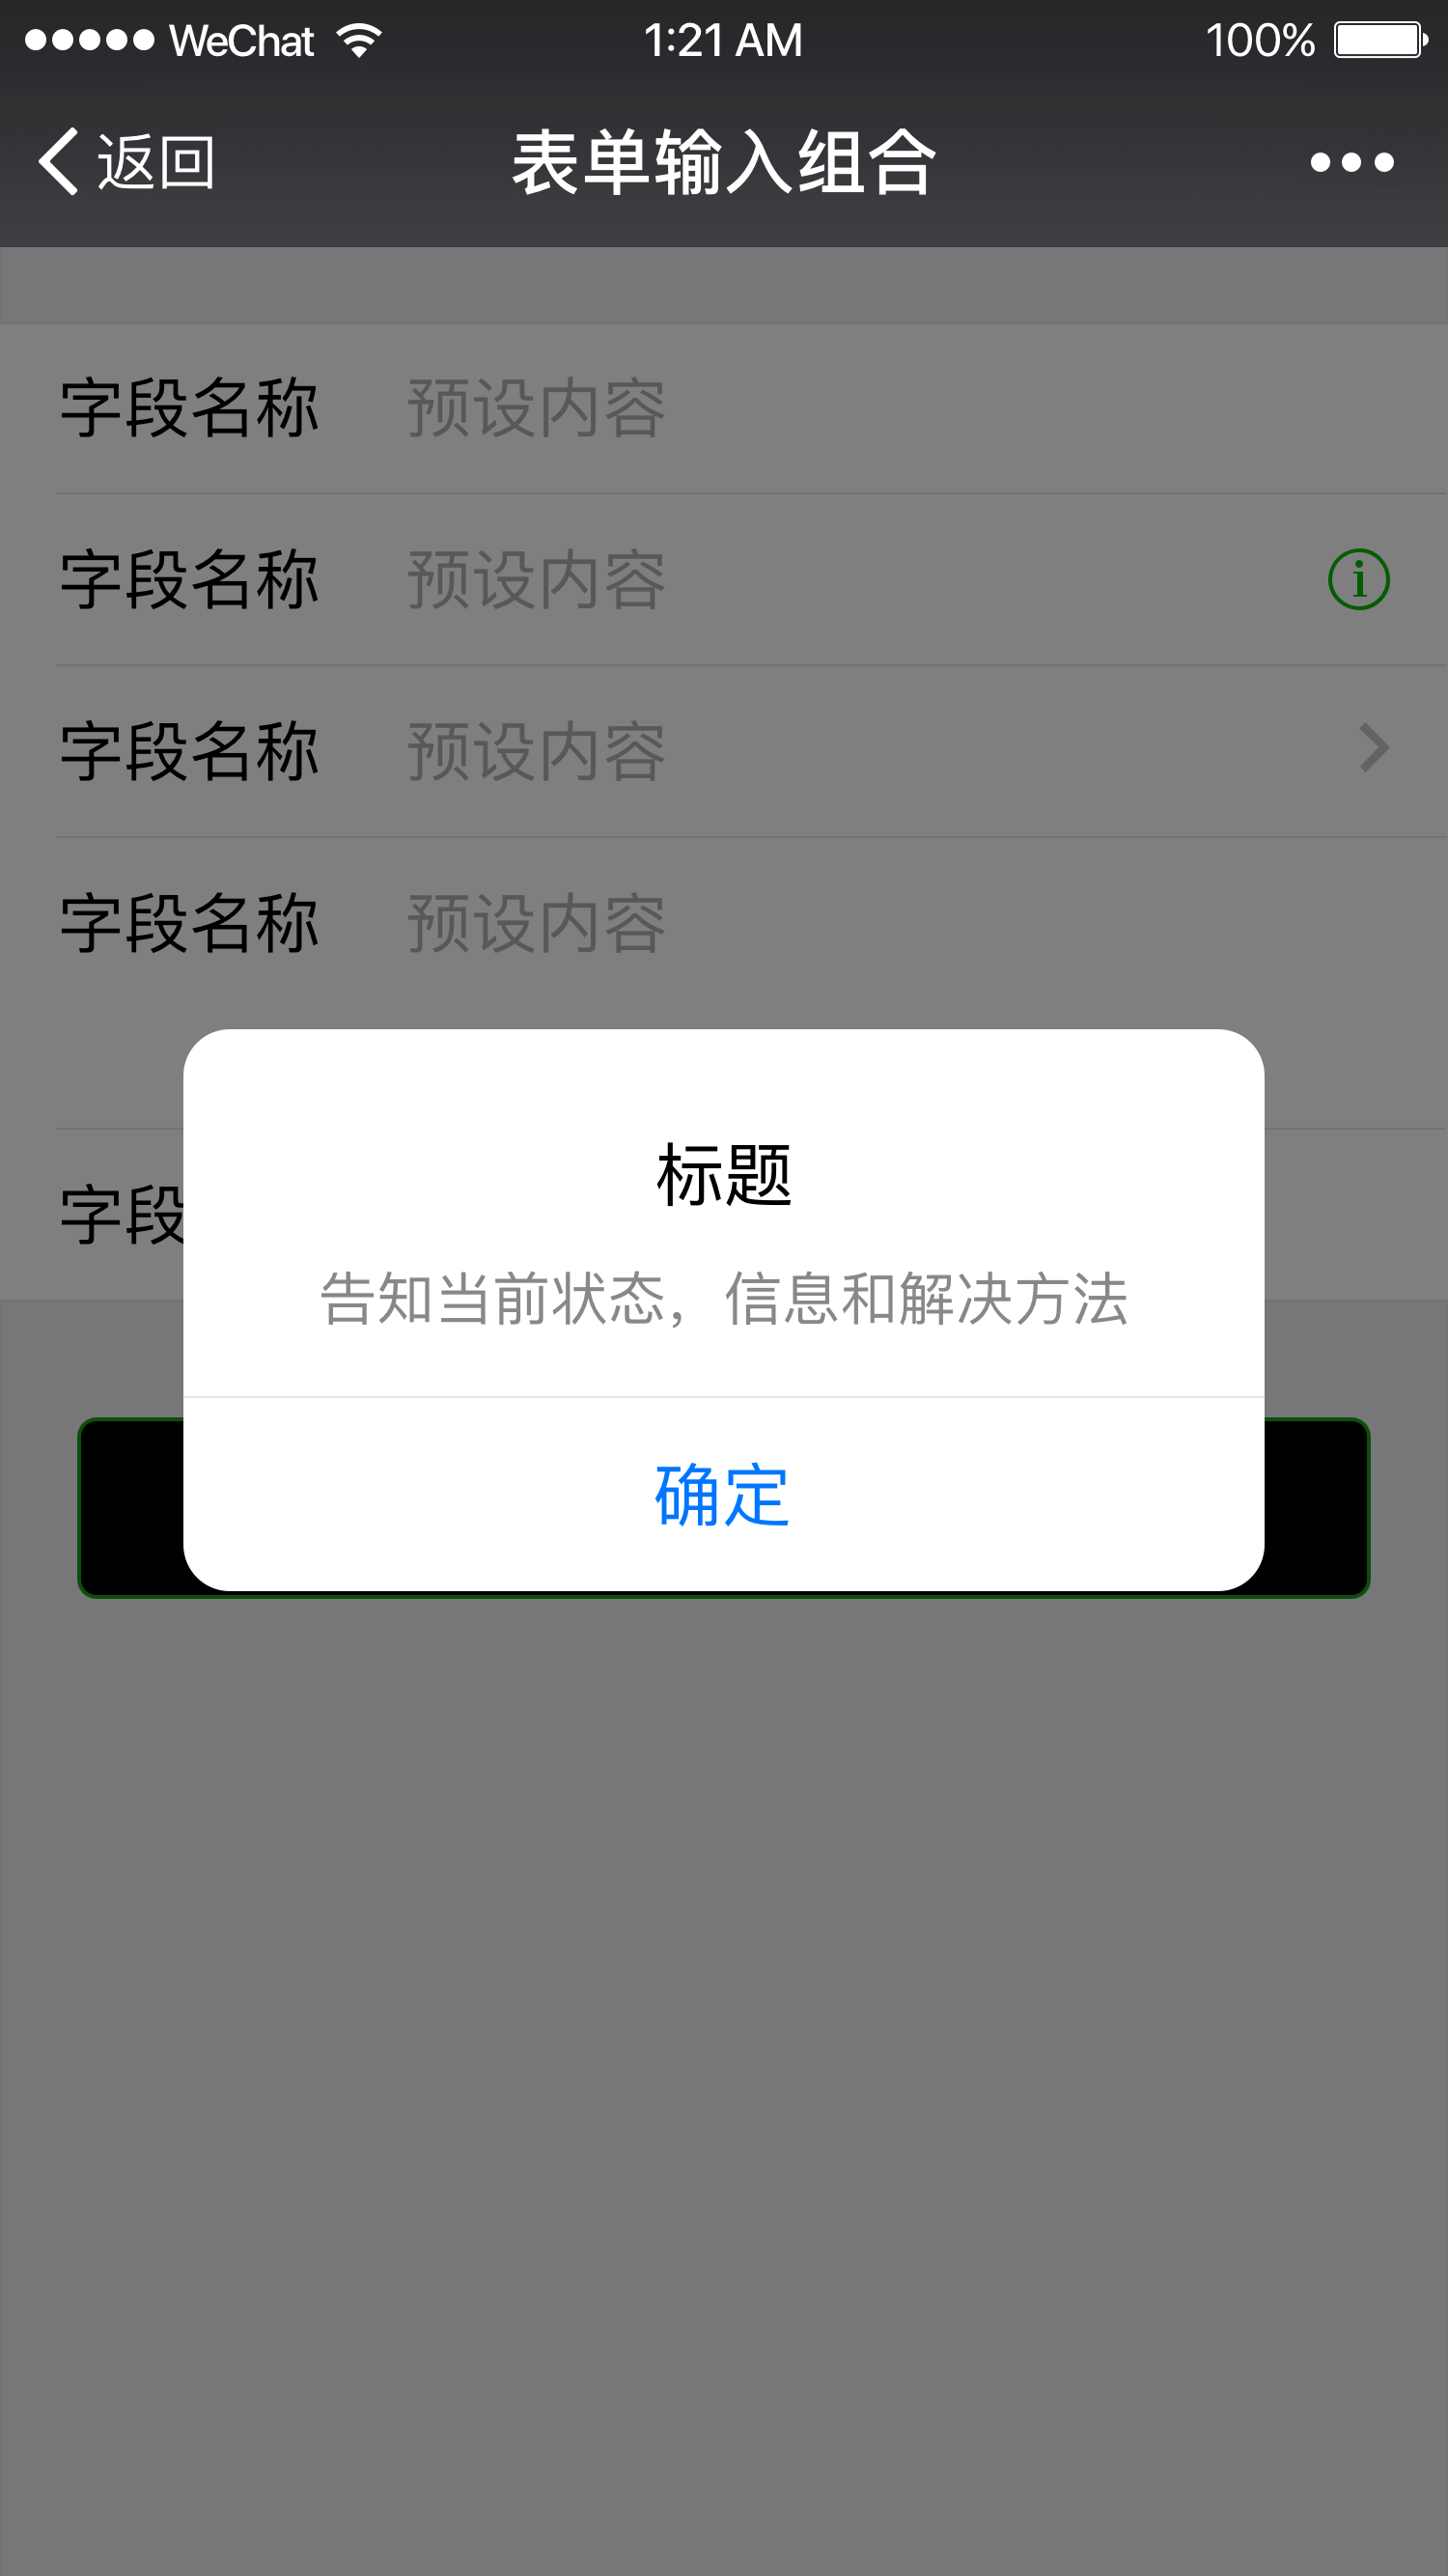 WeChat 1:21 AM 100%
返回 表单输入组合
字段名称 预设内容
字段名称 预设内容
字段名称 预设内容
字段名称 预设内容
标题
字段
告知当前状态，信息和解决方法
确定